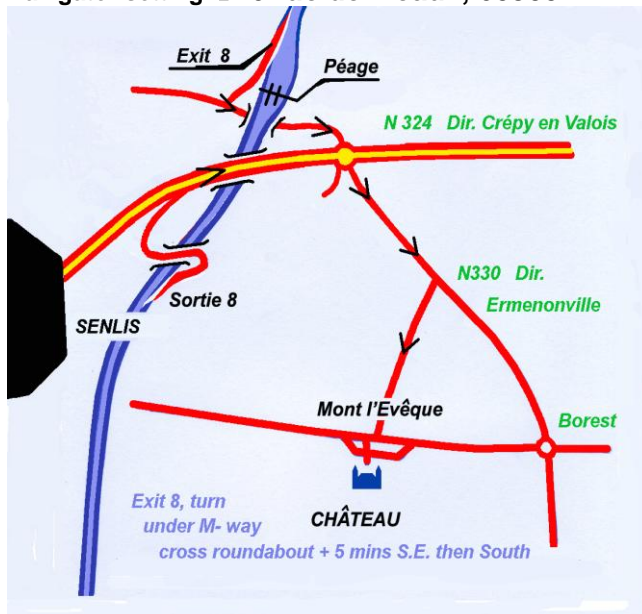 Exit 8
Péage
N 324 Dir. Crépy en Valois
N330 Dir.
Ermenonville
Sortie 8
SENLIS
Mont l'Evêque
Borest
CHÂTEAU
Exit 8, turn
under M- way
cross roundabout + 5 mins S.E. then South